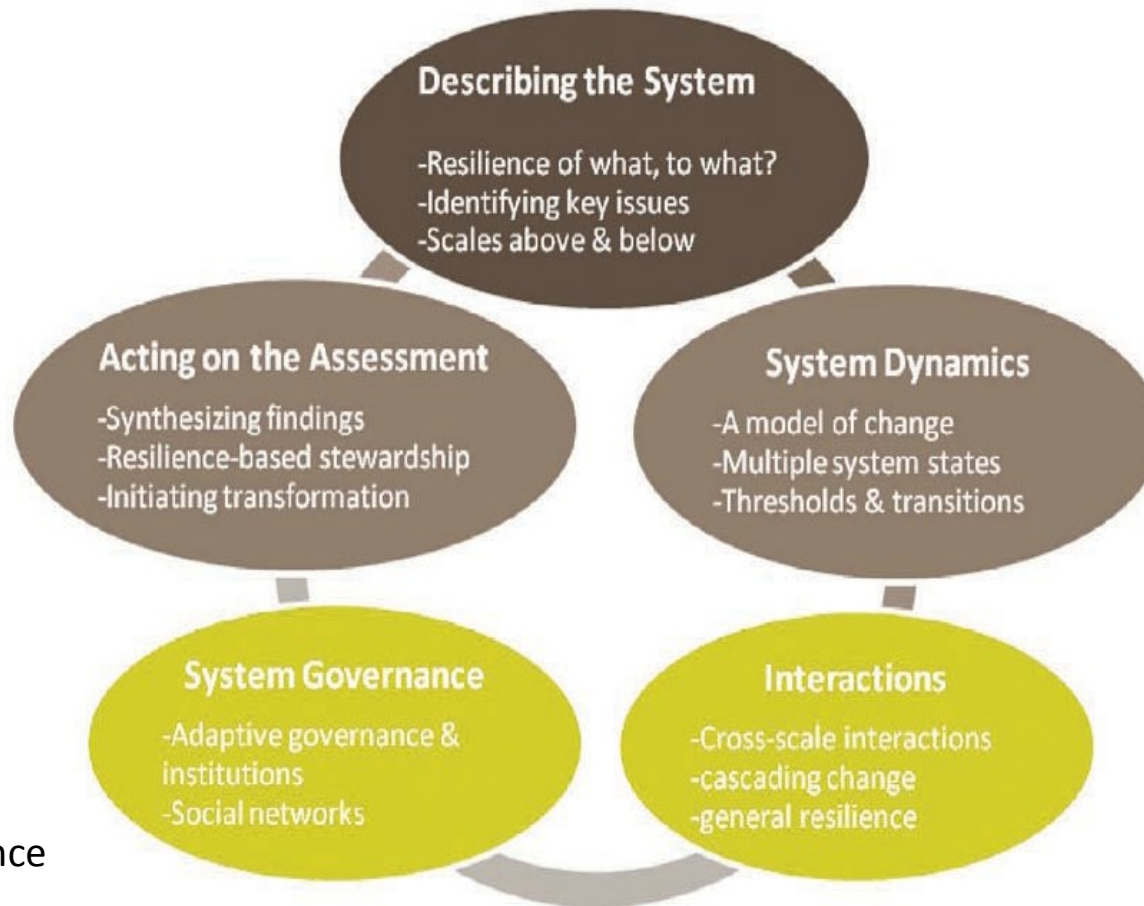 Describing the System
-Resilience of what, to what?
-Identifying key issues
-Scales above & below
Acting on the Assessment
-Synthesizing findings
-Resilience-based stewardship
-Initiating transformation
System Dynamics
-A model of change
-Multiple system states
-Thresholds & transitions
System Governance
-Adaptive governance &
institutions
-Social networks
Interactions
-Cross-scale interactions
-cascading change
-general resilience
nce